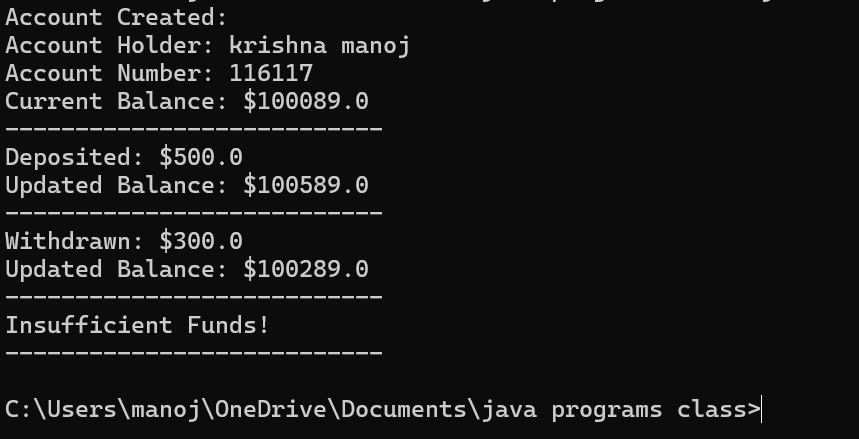 Account Created:
Account Holder: krishna manoj
Account Number: 116117
Current Balance: $100089.0
---------------------------
Deposited: $500.0
Updated Balance: $100589.0
---------------------------
Withdrawn: $300.0
Updated Balance: $100289.0
---------------------------
Insufficient Funds!
---------------------------
C:\Users\manoj\OneDrive\Documents\java programs class>